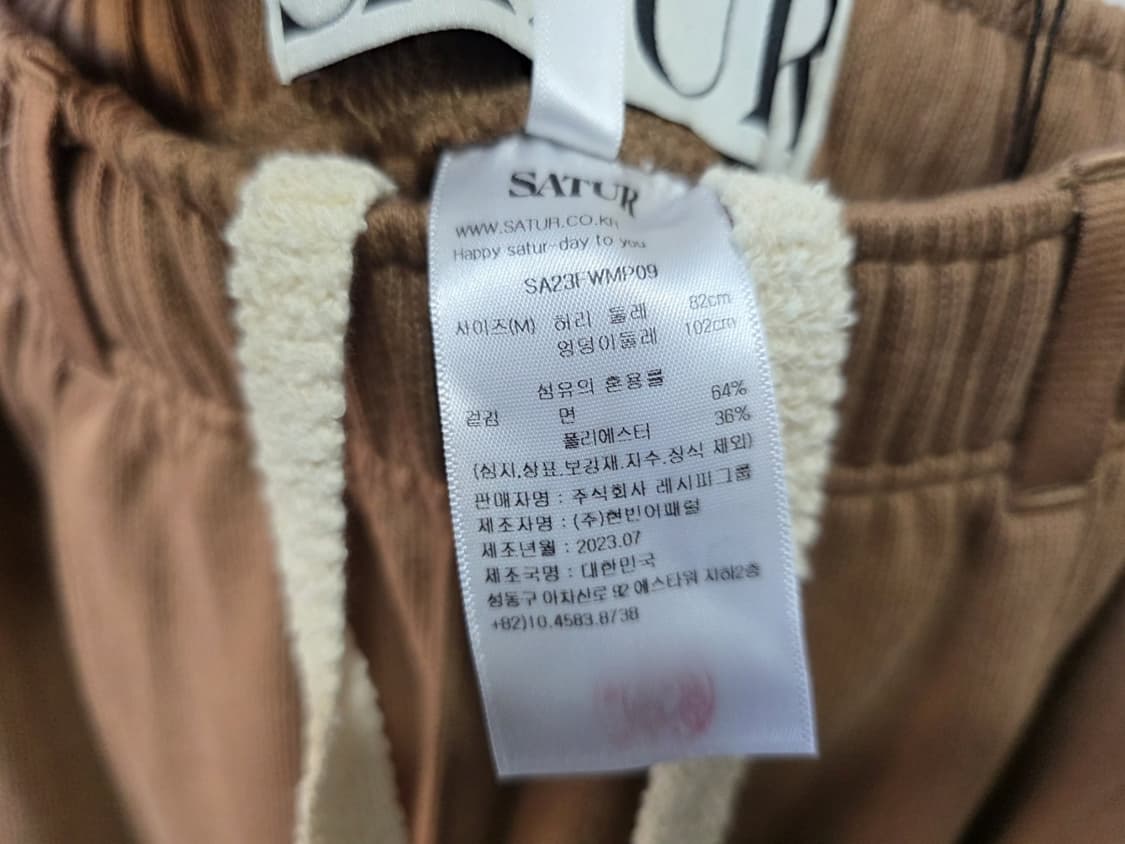 SATUR
SATUR
WWW.SATUR.CO.KR
Happy satur-day to you
SA23FWMP09
사이즈(M) 허리 둘레 82cm
엉덩이둘레 102cm
섬유의 혼용률
겉감 면 64%
폴리에스터 36%
(심지.상표.보강재.자수.장식 제외)
판매자명 : 주식회사 레시피그룹
제조자명 : (주)현빈어패럴
제조년월 : 2023.07
제조국명 : 대한민국
성동구 아차산로 92 에스타워 지하2층
+82)10.4583.8738